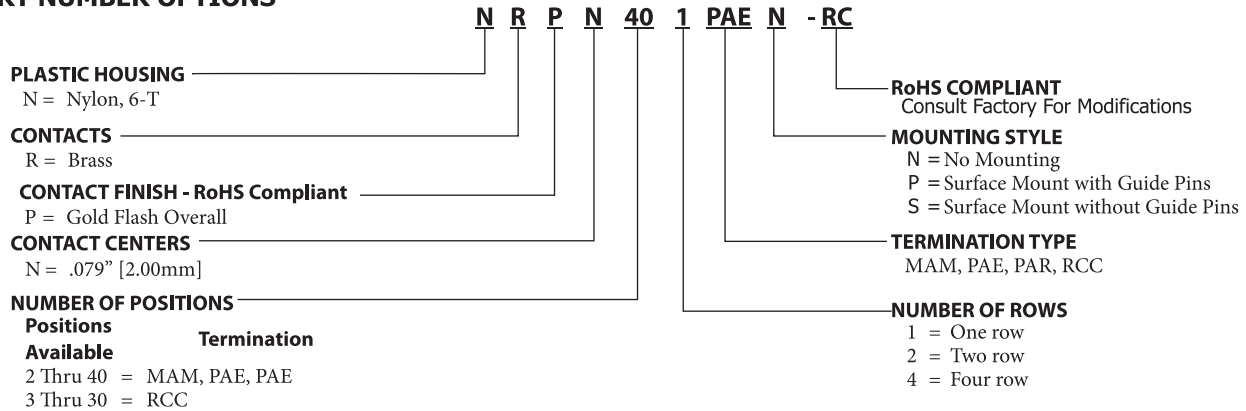 N R P N 40 1 PAE N - RC
PLASTIC HOUSING
N = Nylon, 6-T
CONTACTS
R = Brass
CONTACT FINISH - RoHS Compliant
P = Gold Flash Overall
CONTACT CENTERS
N = .079” [2.00mm]
NUMBER OF POSITIONS
Positions Available Termination
2 Thru 40 = MAM, PAE, PAE
3 Thru 30 = RCC
RoHS COMPLIANT
Consult Factory For Modifications
MOUNTING STYLE
N = No Mounting
P = Surface Mount with Guide Pins
S = Surface Mount without Guide Pins
TERMINATION TYPE
MAM, PAE, PAR, RCC
NUMBER OF ROWS
1 = One row
2 = Two row
4 = Four row